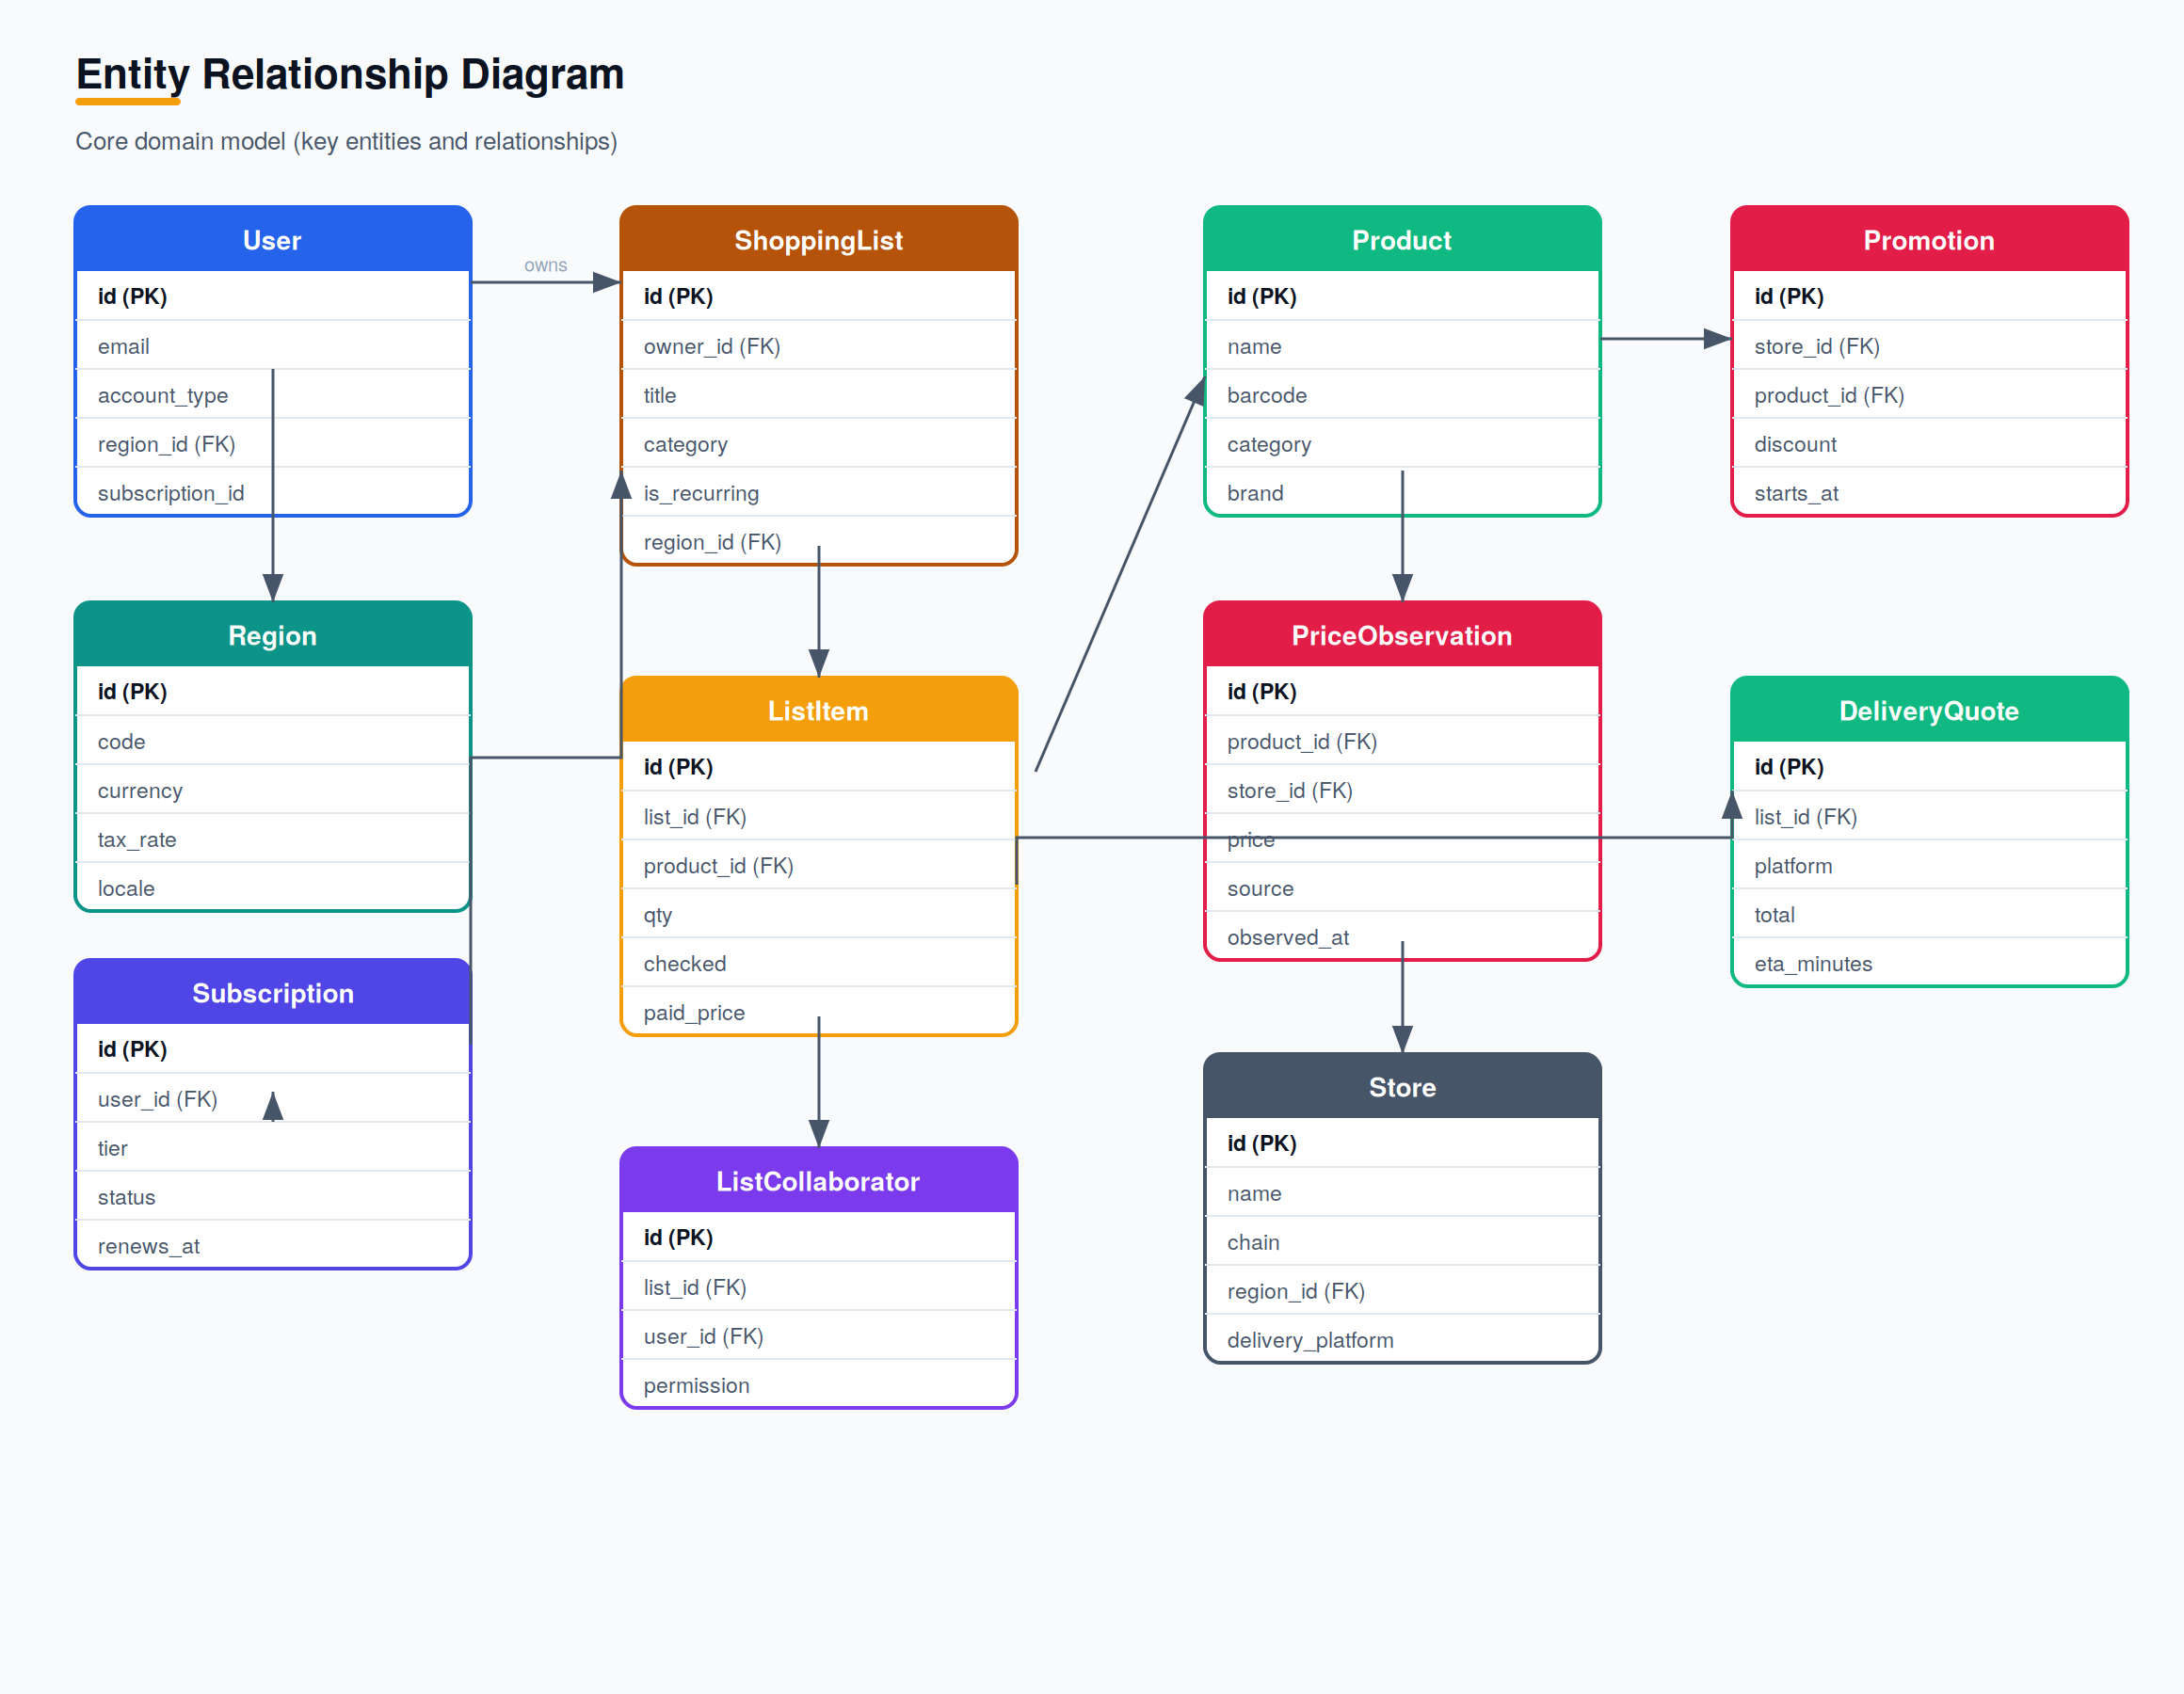 Entity Relationship Diagram
Core domain model (key entities and relationships)
User
id (PK)
email
account_type
region_id (FK)
subscription_id
owns
ShoppingList
id (PK)
owner_id (FK)
title
category
is_recurring
region_id (FK)
Product
id (PK)
name
barcode
category
brand
Promotion
id (PK)
store_id (FK)
product_id (FK)
discount
starts_at
Region
id (PK)
code
currency
tax_rate
locale
ListItem
id (PK)
list_id (FK)
product_id (FK)
qty
checked
paid_price
PriceObservation
id (PK)
product_id (FK)
store_id (FK)
price
source
observed_at
DeliveryQuote
id (PK)
list_id (FK)
platform
total
eta_minutes
Subscription
id (PK)
user_id (FK)
tier
status
renews_at
ListCollaborator
id (PK)
list_id (FK)
user_id (FK)
permission
Store
id (PK)
name
chain
region_id (FK)
delivery_platform